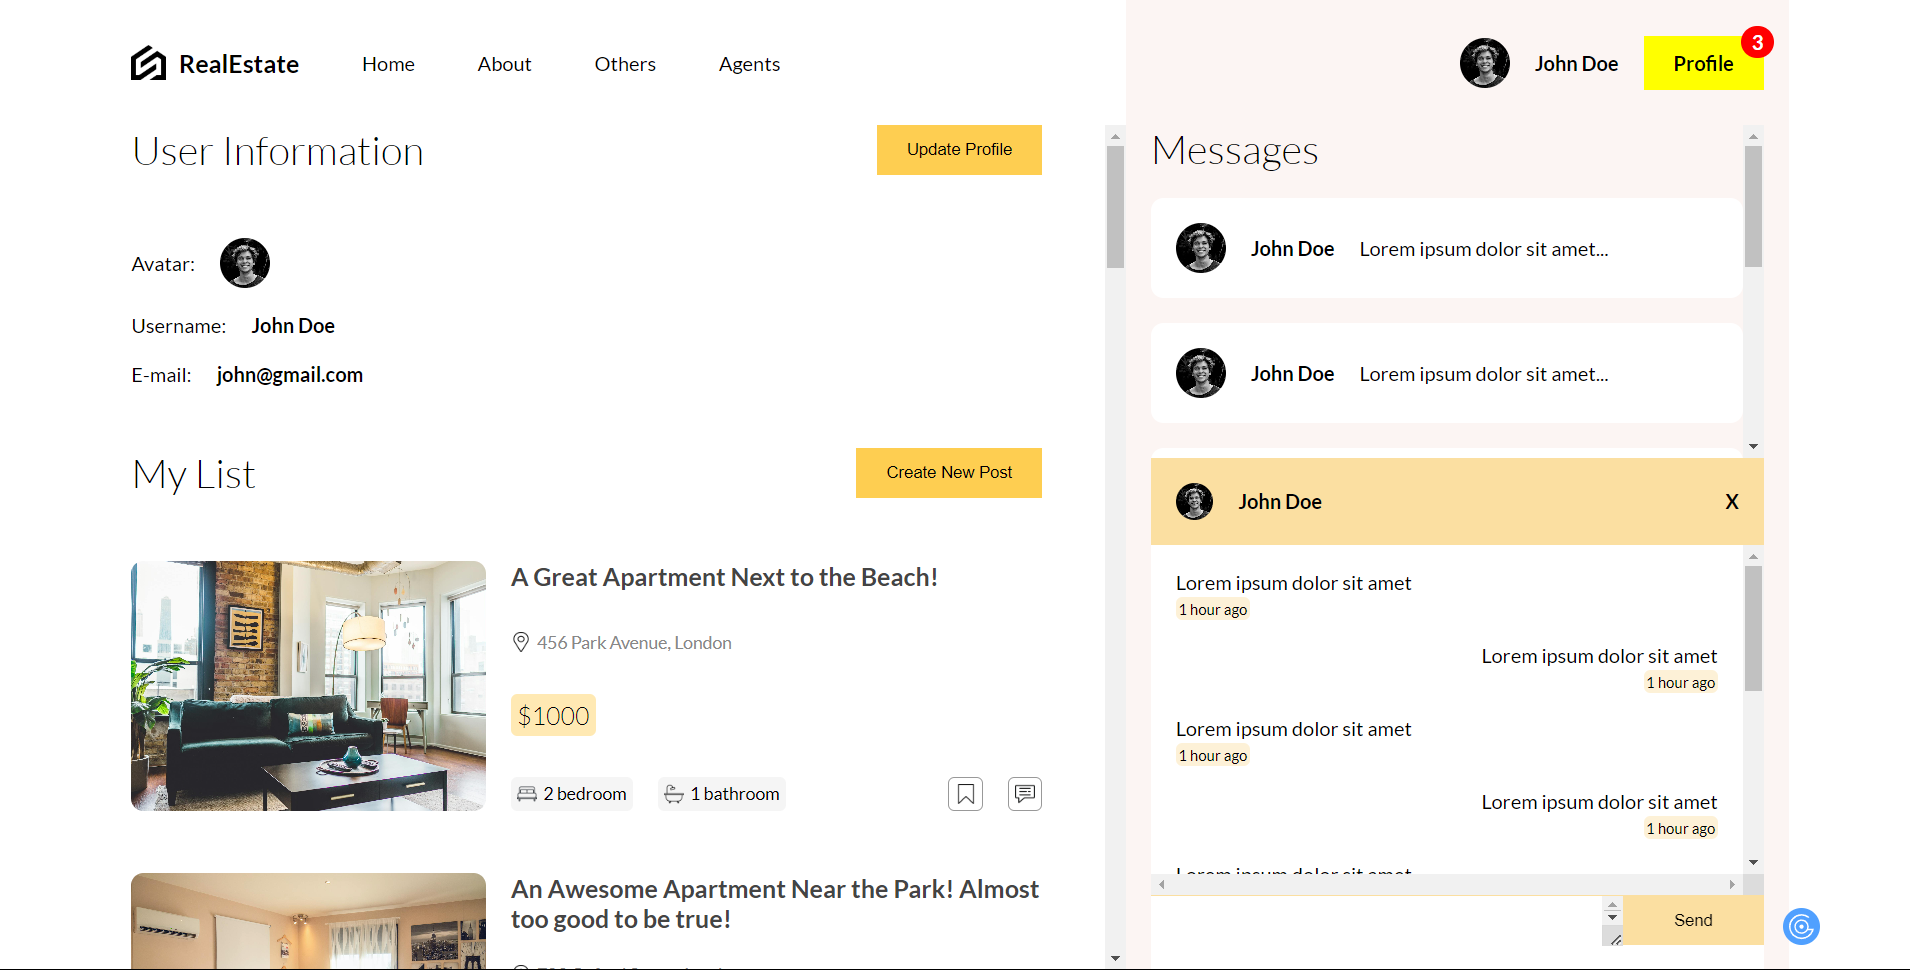 RealEstate
Home
About
Others
Agents
John Doe
Profile
3
User Information
Update Profile
Avatar:
Username: John Doe
E-mail: john@gmail.com
My List
Create New Post
A Great Apartment Next to the Beach!
456 Park Avenue, London
$1000
2 bedroom
1 bathroom
An Awesome Apartment Near the Park! Almost
too good to be true!
Messages
John Doe Lorem ipsum dolor sit amet...
John Doe Lorem ipsum dolor sit amet...
John Doe
X
Lorem ipsum dolor sit amet
1 hour ago
Lorem ipsum dolor sit amet
1 hour ago
Lorem ipsum dolor sit amet
1 hour ago
Lorem ipsum dolor sit amet
1 hour ago
Lorem ipsum dolor sit amet
Send